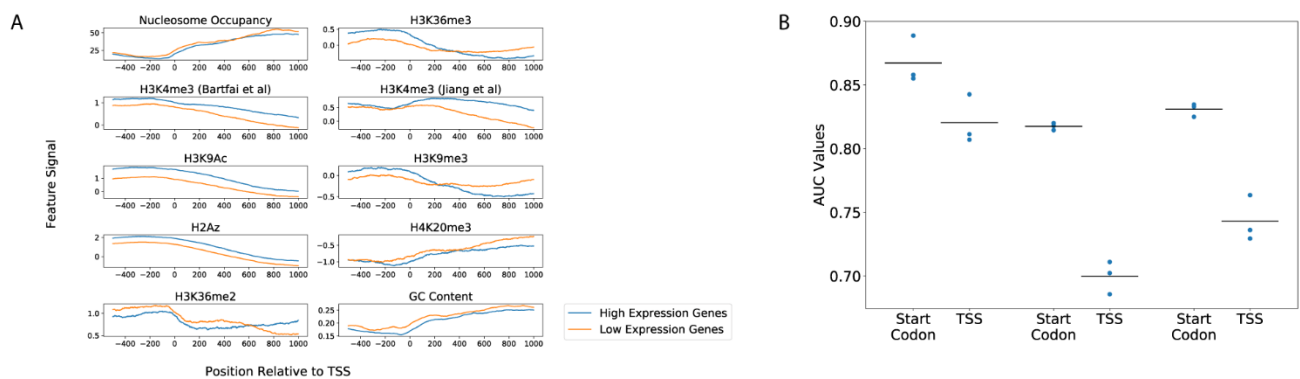 A
B
Feature Signal
Nucleosome Occupancy
50
25
−400 −200 0 200 400 600 800 1000
H3K36me3
0.5
0.0
−400 −200 0 200 400 600 800 1000
H3K4me3 (Bartfai et al)
1
0
−400 −200 0 200 400 600 800 1000
H3K4me3 (Jiang et al)
0.5
0.0
−400 −200 0 200 400 600 800 1000
H3K9Ac
1
0
−400 −200 0 200 400 600 800 1000
H3K9me3
0.0
−0.5
−400 −200 0 200 400 600 800 1000
H2Az
2
0
−400 −200 0 200 400 600 800 1000
H4K20me3
−0.5
−1.0
−400 −200 0 200 400 600 800 1000
H3K36me2
1.0
0.5
−400 −200 0 200 400 600 800 1000
GC Content
0.25
0.20
0.15
−400 −200 0 200 400 600 800 1000
High Expression Genes
Low Expression Genes
Position Relative to TSS
AUC Values
0.90
0.85
0.80
0.75
0.70
Start TSS Start TSS Start TSS
Codon Codon Codon